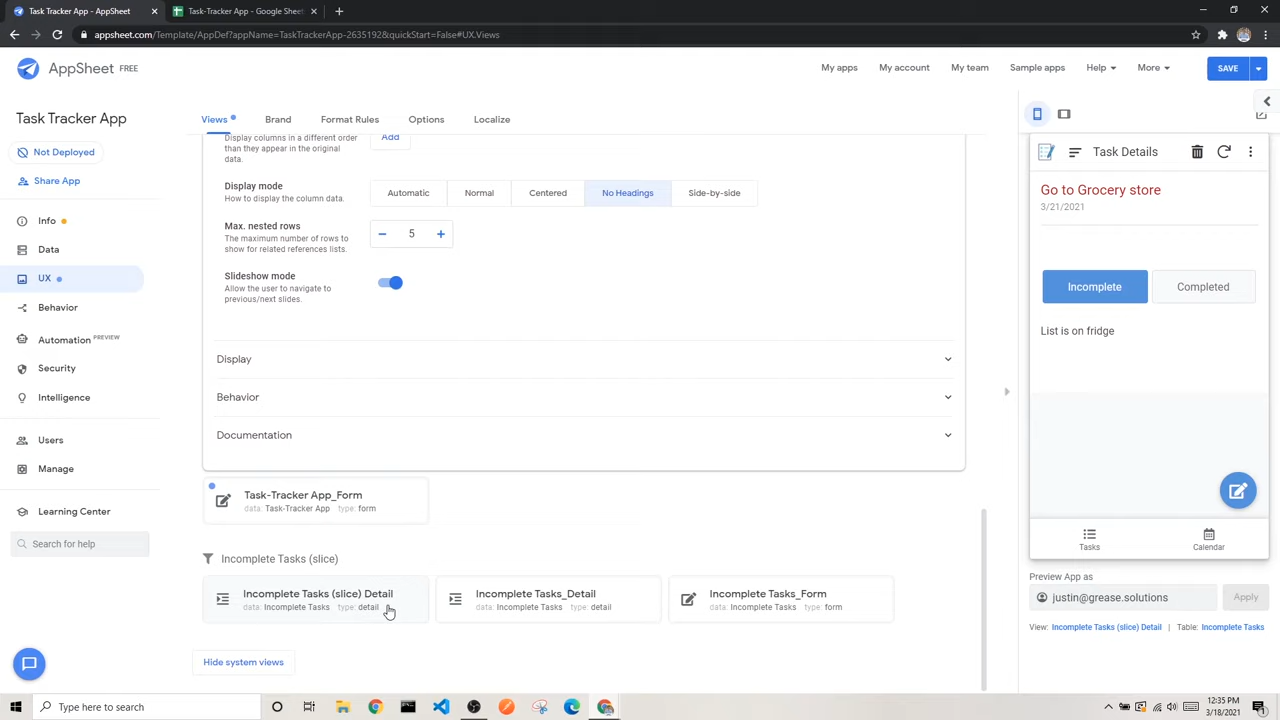 Task Tracker App - AppSheet
Task-Tracker App - Google Sheet
appsheet.com/Template/AppDef?appName=TaskTrackerApp-2635192&quickStart=False#UX.Views
AppSheet FREE
My apps
My account
My team
Sample apps
Help
More
SAVE
Task Tracker App
Not Deployed
Share App
Info
Data
UX
Behavior
Automation PREVIEW
Security
Intelligence
Users
Manage
Learning Center
Search for help
Views
Brand
Format Rules
Options
Localize
Display columns in a different order
than they appear in the original
data.
Add
Display mode
How to display the column data.
Automatic
Normal
Centered
No Headings
Side-by-side
Max. nested rows
The maximum number of rows to
show for related references lists.
5
Slideshow mode
Allow the user to navigate to
previous/next slides.
Display
Behavior
Documentation
Task-Tracker App_Form
data: Task-Tracker App type: form
Incomplete Tasks (slice)
Incomplete Tasks (slice) Detail
data: Incomplete Tasks type: detail
Incomplete Tasks_Detail
data: Incomplete Tasks type: detail
Incomplete Tasks_Form
data: Incomplete Tasks type: form
Hide system views
Task Details
Go to Grocery store
3/21/2021
Incomplete
Completed
List is on fridge
Tasks
Calendar
Preview App as
justin@grease.solutions
Apply
View: Incomplete Tasks (slice) Detail | Table: Incomplete Tasks
Type here to search
12:35 PM
3/18/2021